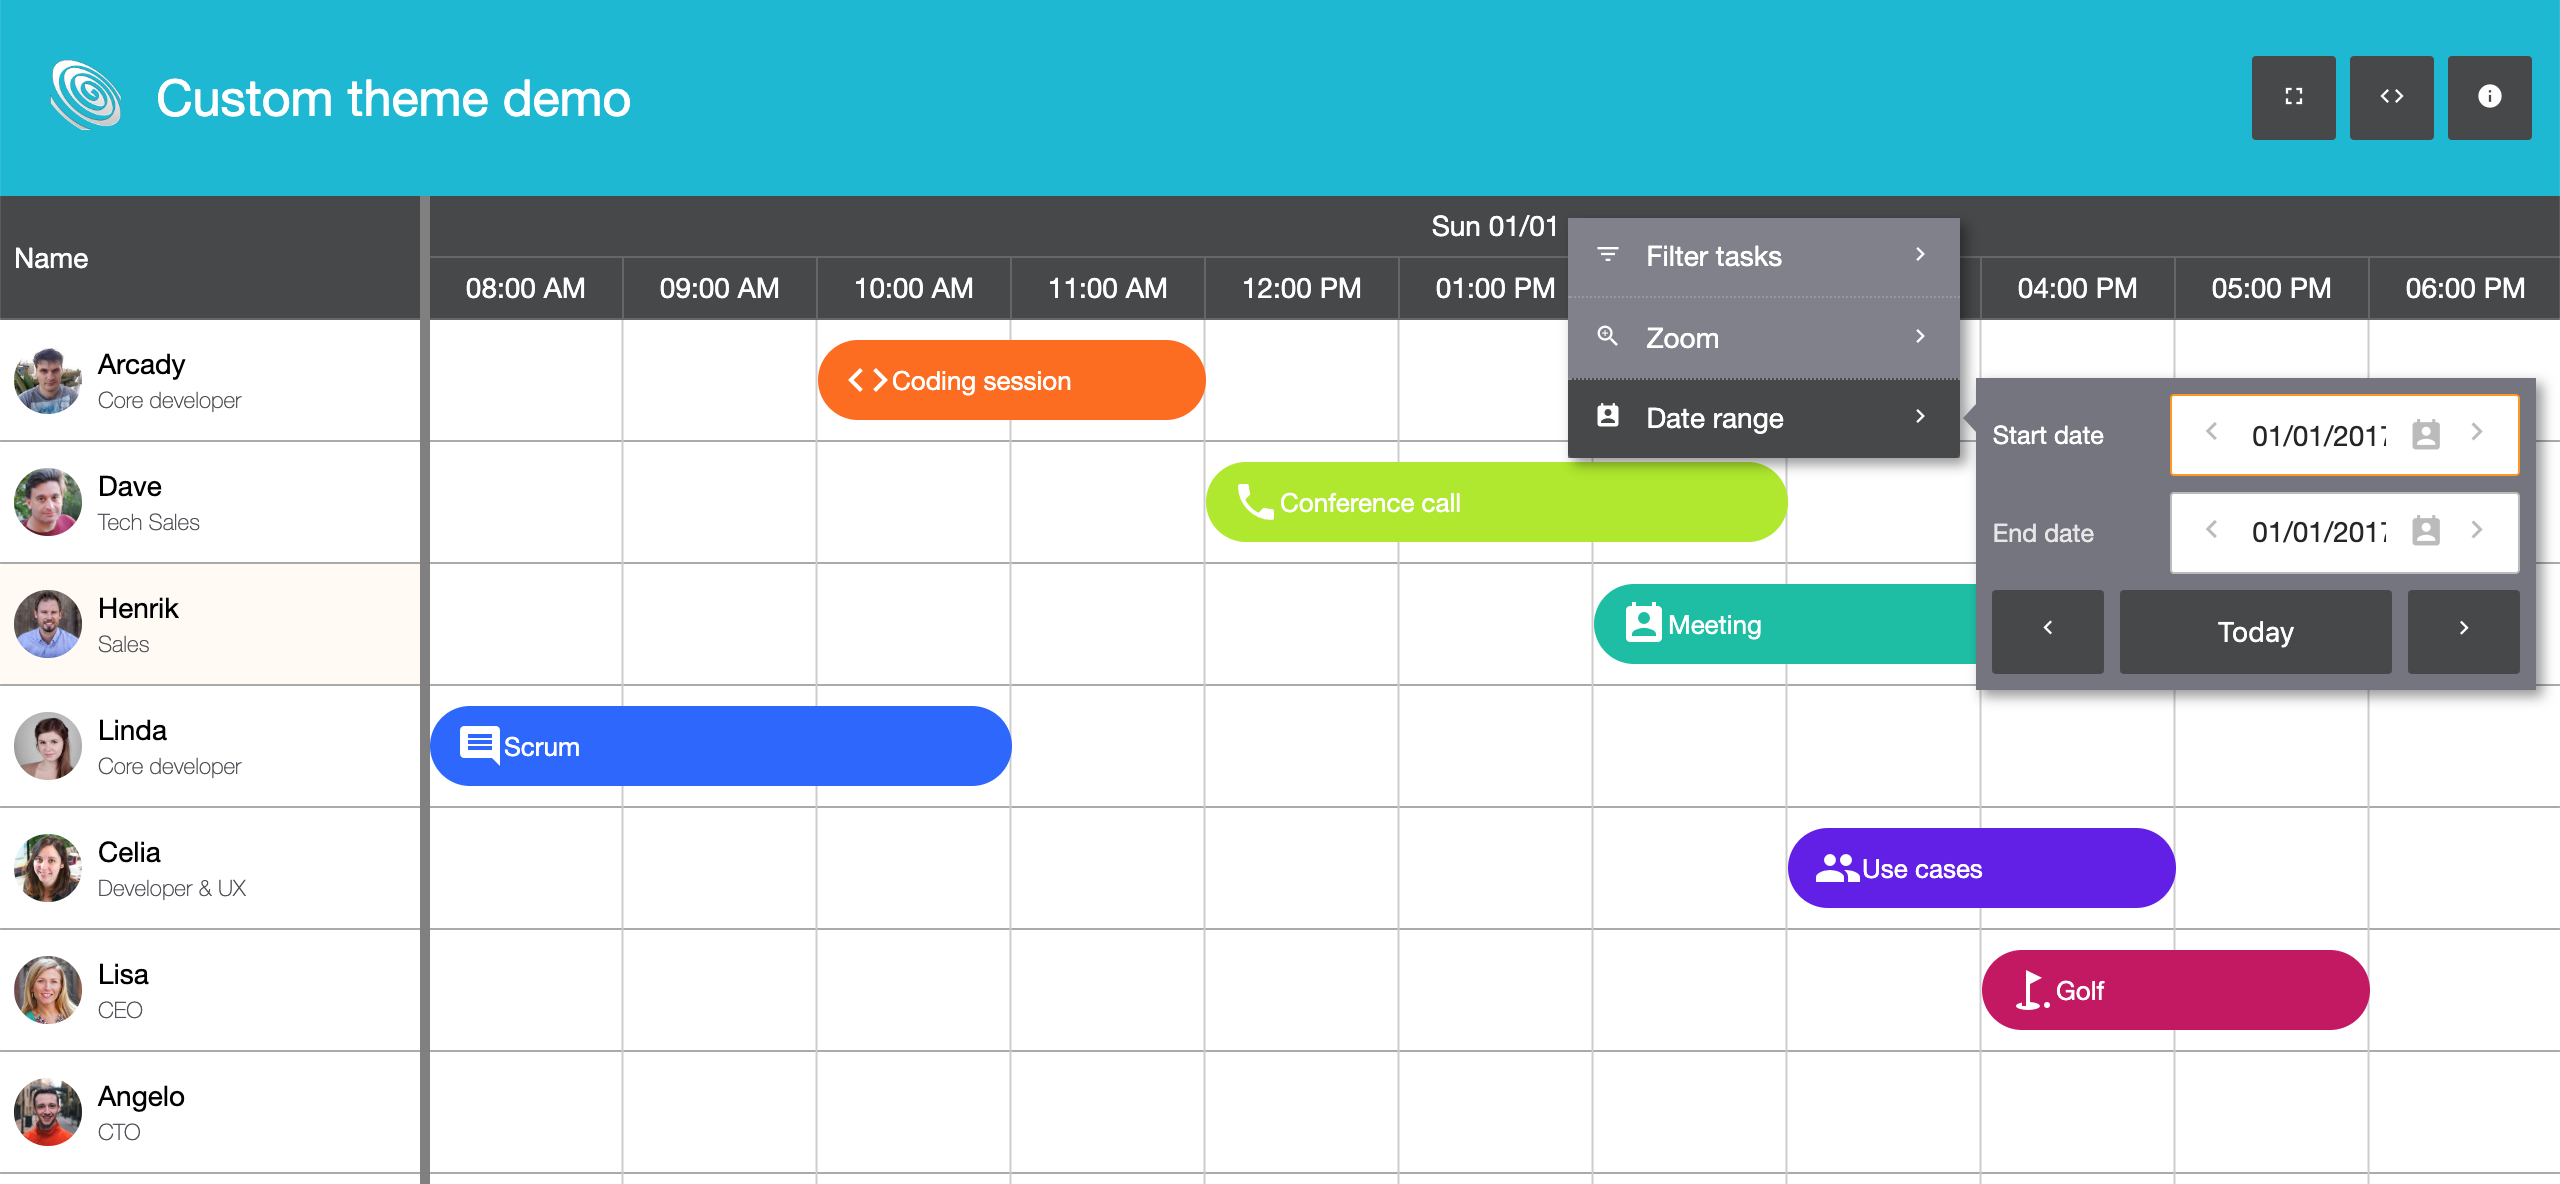 Custom theme demo
Name
Sun 01/01
08:00 AM
09:00 AM
10:00 AM
11:00 AM
12:00 PM
01:00 PM
04:00 PM
05:00 PM
06:00 PM
Filter tasks
Zoom
Date range
Start date
01/01/2017
End date
01/01/2017
Today
Arcady
Core developer
Coding session
Dave
Tech Sales
Conference call
Henrik
Sales
Meeting
Linda
Core developer
Scrum
Celia
Developer & UX
Use cases
Lisa
CEO
Golf
Angelo
CTO